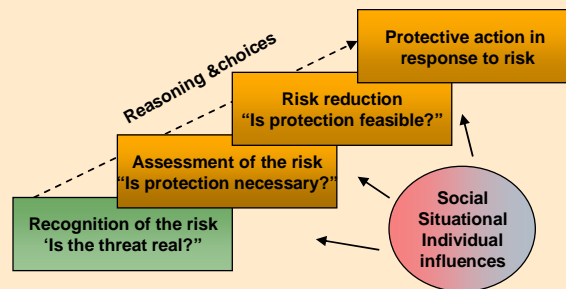 Protective action in
response to risk
Reasoning &choices
Risk reduction
“Is protection feasible?”
Assessment of the risk
“Is protection necessary?”
Recognition of the risk
‘Is the threat real?”
Social
Situational
Individual
influences